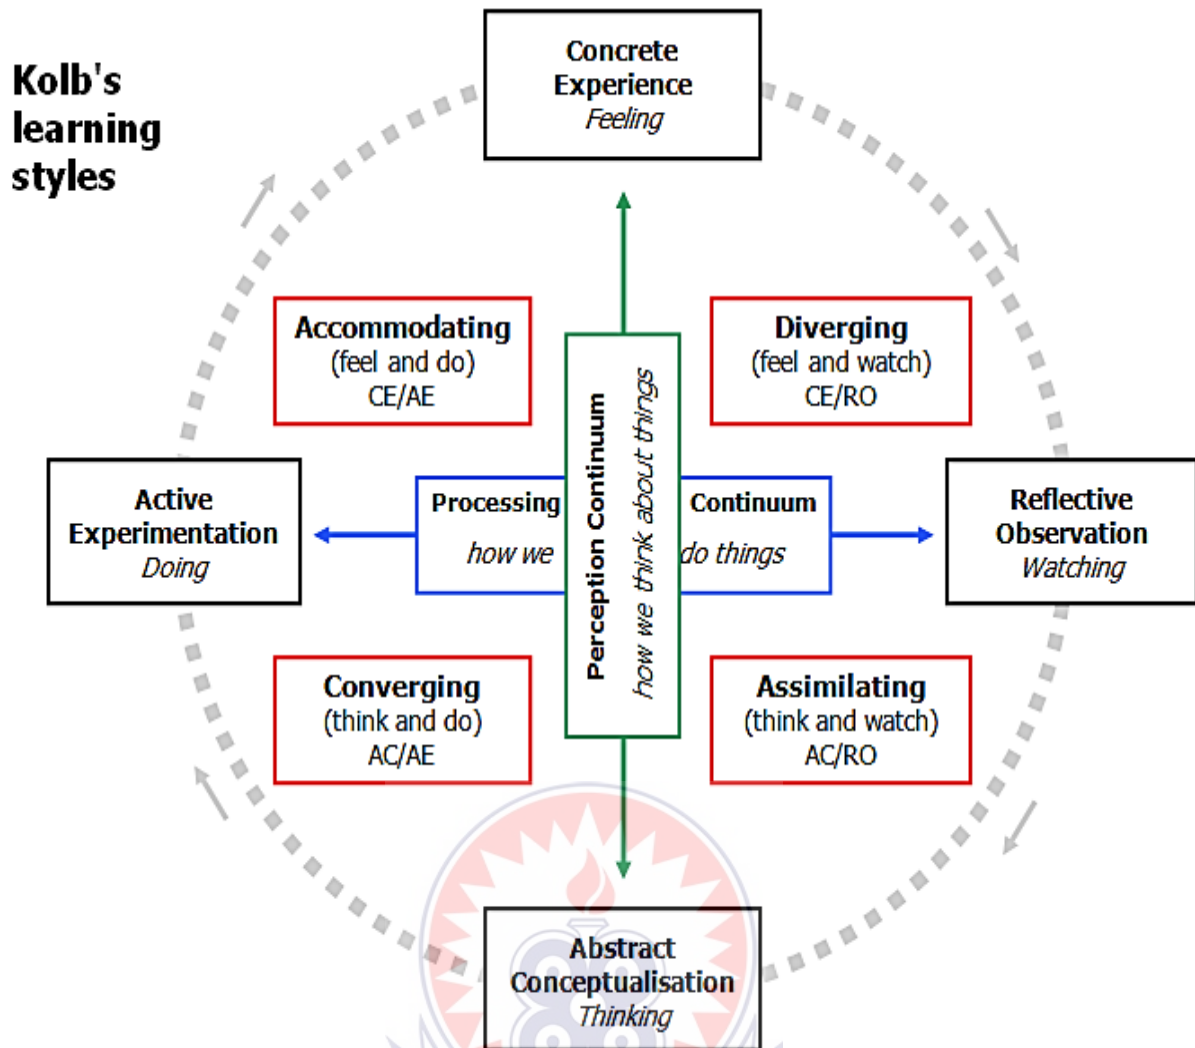 Kolb's
learning
styles
Concrete
Experience
Feeling
Accommodating
(feel and do)
CE/AE
Diverging
(feel and watch)
CE/RO
Active
Experimentation
Doing
Processing Continuum
how we do things
Perception Continuum
how we think about things
Reflective
Observation
Watching
Converging
(think and do)
AC/AE
Assimilating
(think and watch)
AC/RO
Abstract
Conceptualisation
Thinking